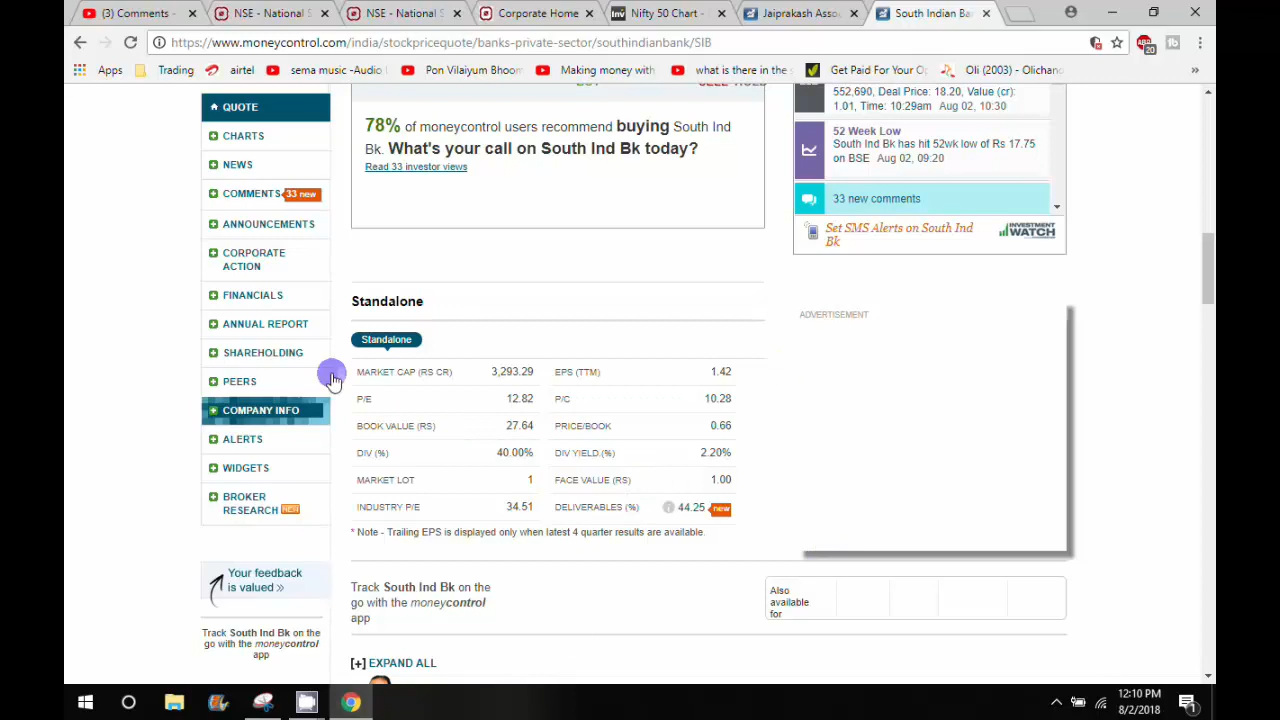 (3) Comments -
NSE - National S
NSE - National S
Corporate Home
Nifty 50 Chart -
Jaiprakash Asso
South Indian Ban
https://www.moneycontrol.com/india/stockpricequote/banks-private-sector/southindianbank/SIB
20
Apps
Trading
airtel
sema music -Audio
Pon Vilaiyum Bhoom
Making money with
what is there in the s
Get Paid For Your Op
Oli (2003) - Olichand
QUOTE
CHARTS
NEWS
COMMENTS 33 new
ANNOUNCEMENTS
CORPORATE
ACTION
FINANCIALS
ANNUAL REPORT
SHAREHOLDING
PEERS
COMPANY INFO
ALERTS
WIDGETS
BROKER
RESEARCH NEW
Your feedback
is valued »
Track South Ind Bk on the
go with the moneycontrol
app
78% of moneycontrol users recommend buying South Ind
Bk. What's your call on South Ind Bk today?
Read 33 investor views
Standalone
Standalone
MARKET CAP (RS CR) 3,293.29 EPS (TTM) 1.42
P/E 12.82 P/C 10.28
BOOK VALUE (RS) 27.64 PRICE/BOOK 0.66
DIV (%) 40.00% DIV YIELD.(%) 2.20%
MARKET LOT 1 FACE VALUE (RS) 1.00
INDUSTRY P/E 34.51 DELIVERABLES (%) 44.25 new
* Note - Trailing EPS is displayed only when latest 4 quarter results are available.
Track South Ind Bk on the
go with the moneycontrol
app
Also
available
for
[+] EXPAND ALL
552,690, Deal Price: 18.20, Value (cr):
1.01, Time: 10:29am Aug 02, 10:30
52 Week Low
South Ind Bk has hit 52wk low of Rs 17.75
on BSE Aug 02, 09:20
33 new comments
Set SMS Alerts on South Ind
Bk
INVESTMENT
WATCH
ADVERTISEMENT
12:10 PM
8/2/2018